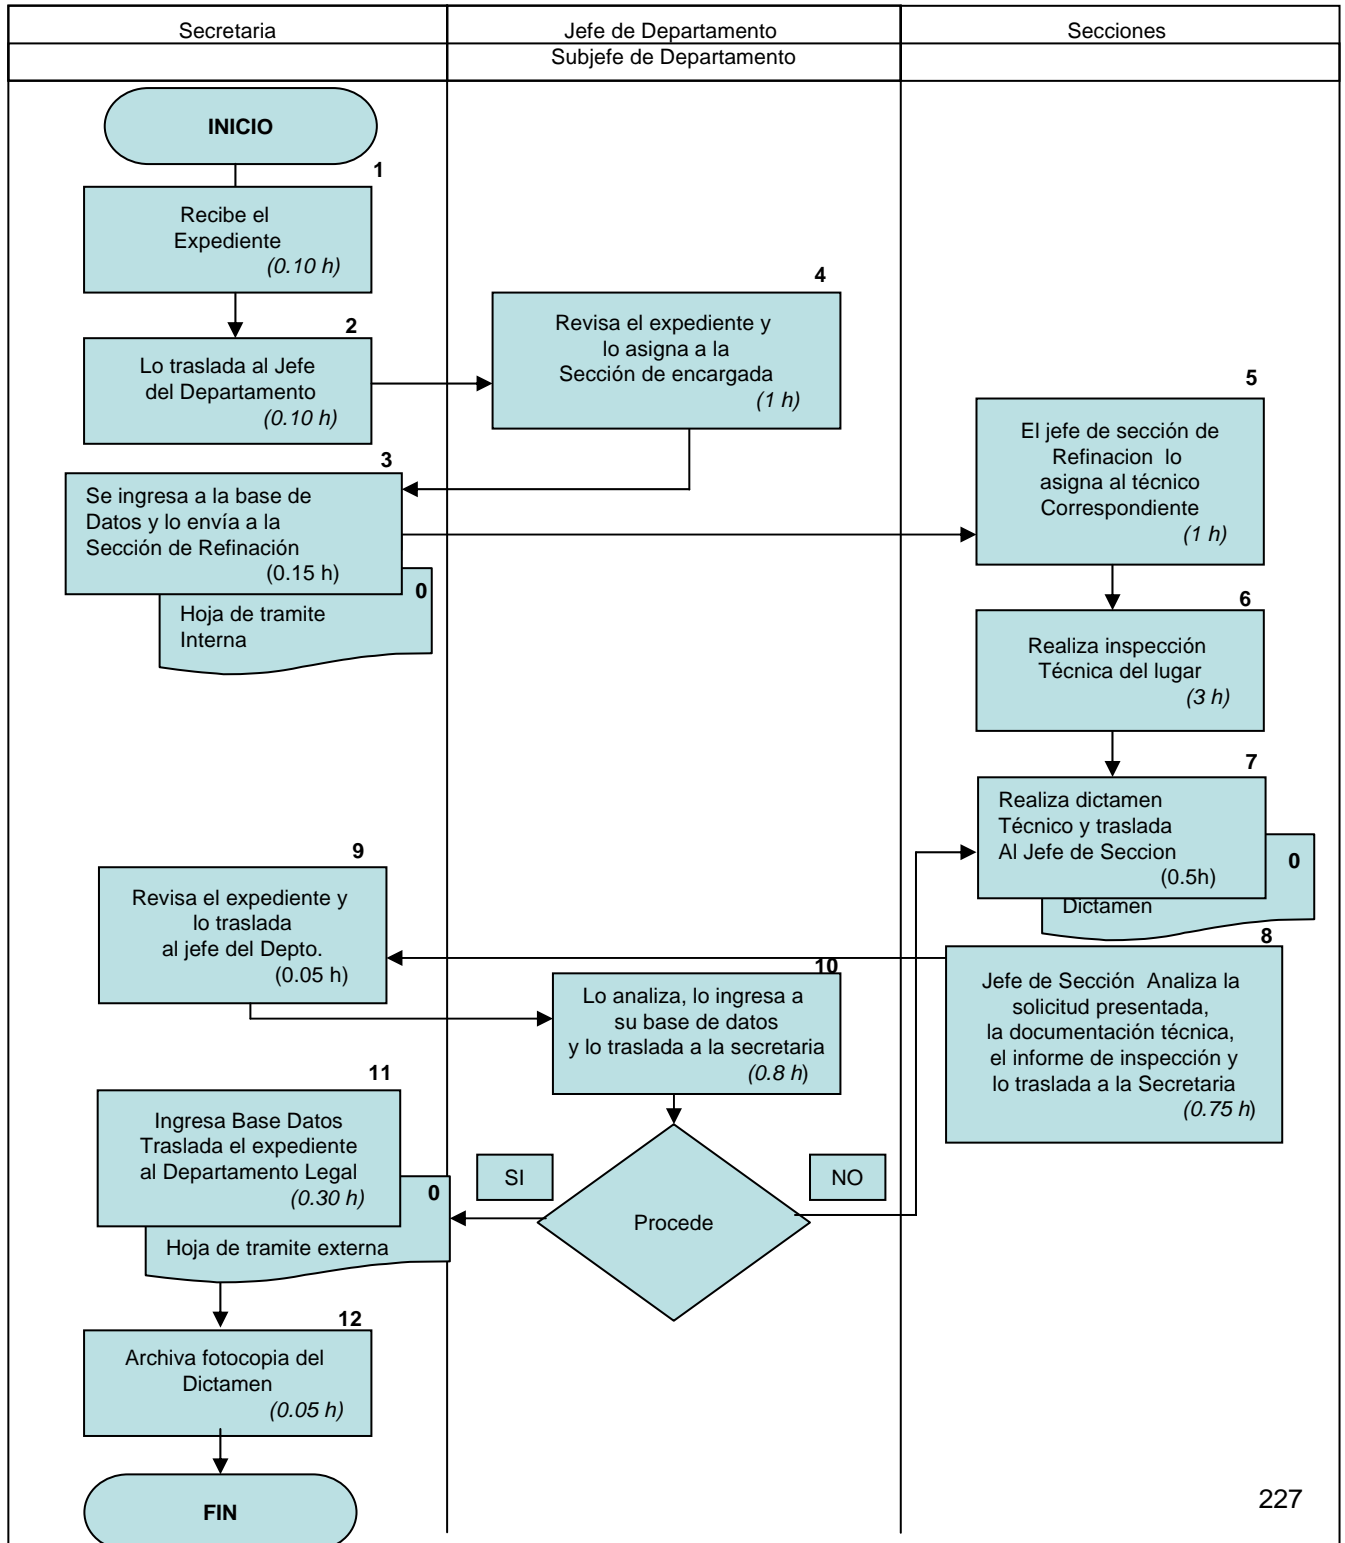 Secretaria
Jefe de Departamento
Secciones
Subjefe de Departamento
INICIO
1
Recibe el
Expediente
(0.10 h)
2
Lo traslada al Jefe
del Departamento
(0.10 h)
4
Revisa el expediente y
lo asigna a la
Sección de encargada
(1 h)
3
Se ingresa a la base de
Datos y lo envía a la
Sección de Refinación
(0.15 h)
0
Hoja de tramite
Interna
5
El jefe de sección de
Refinacion lo
asigna al técnico
Correspondiente
(1 h)
6
Realiza inspección
Técnica del lugar
(3 h)
7
Realiza dictamen
Técnico y traslada
Al Jefe de Seccion
(0.5h)
0
Dictamen
8
Jefe de Sección Analiza la
solicitud presentada,
la documentación técnica,
el informe de inspección y
lo traslada a la Secretaria
(0.75 h)
9
Revisa el expediente y
lo traslada
al jefe del Depto.
(0.05 h)
10
Lo analiza, lo ingresa a
su base de datos
y lo traslada a la secretaria
(0.8 h)
Procede
SI
NO
11
Ingresa Base Datos
Traslada el expediente
al Departamento Legal
(0.30 h)
0
Hoja de tramite externa
12
Archiva fotocopia del
Dictamen
(0.05 h)
FIN
227